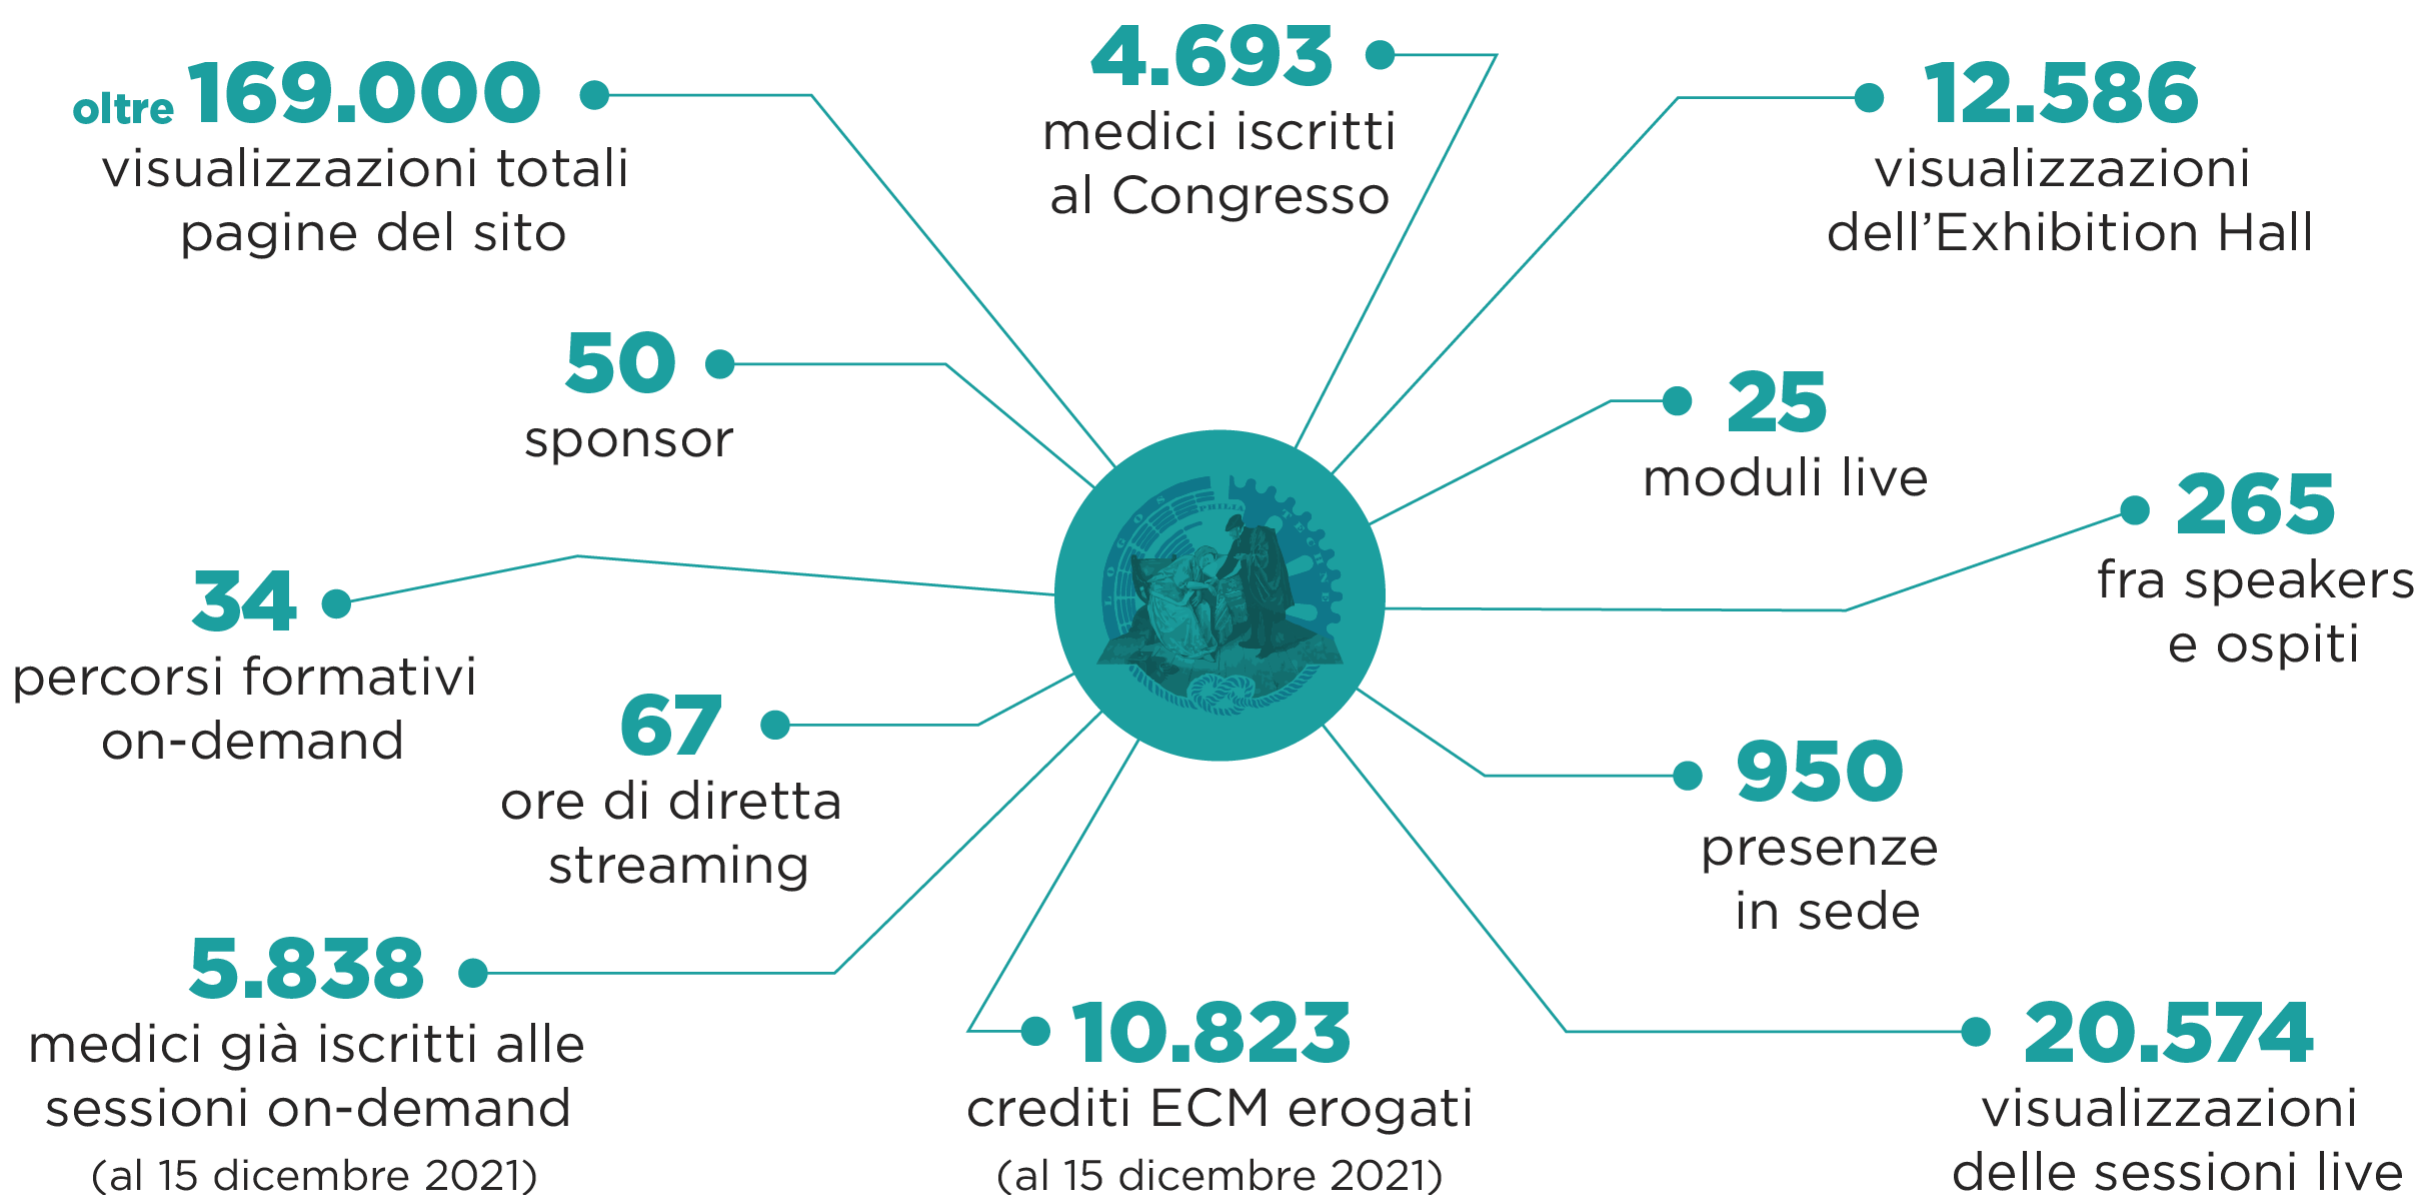 oltre 169.000
visualizzazioni totali
pagine del sito
4.693
medici iscritti
al Congresso
12.586
visualizzazioni
dell’Exhibition Hall
50
sponsor
25
moduli live
265
fra speakers
e ospiti
34
percorsi formativi
on-demand
LOGOS
PHILIA
TECHNE
67
ore di diretta
streaming
950
presenze
in sede
5.838
medici già iscritti alle
sessioni on-demand
(al 15 dicembre 2021)
10.823
crediti ECM erogati
(al 15 dicembre 2021)
20.574
visualizzazioni
delle sessioni live